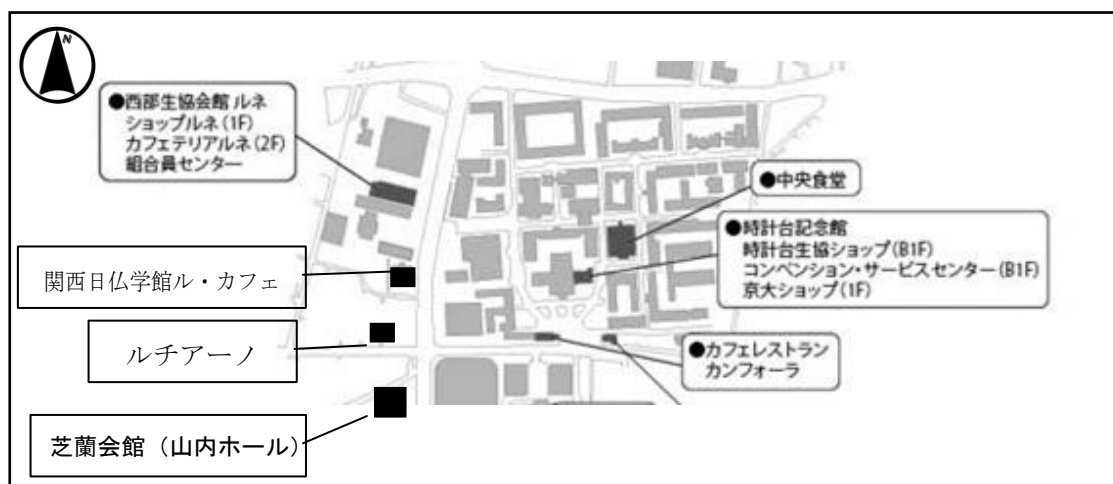 N
●西部生協会館 ルネ
ショップルネ(1F)
カフェテリアルネ(2F)
組合員センター
●中央食堂
●時計台記念館
時計台生協ショップ(B1F)
コンベンション・サービスセンター(B1F)
京大ショップ(1F)
関西日仏学館ル・カフェ
ルチアーノ
●カフェレストラン
カンフォーラ
芝蘭会館（山内ホール）